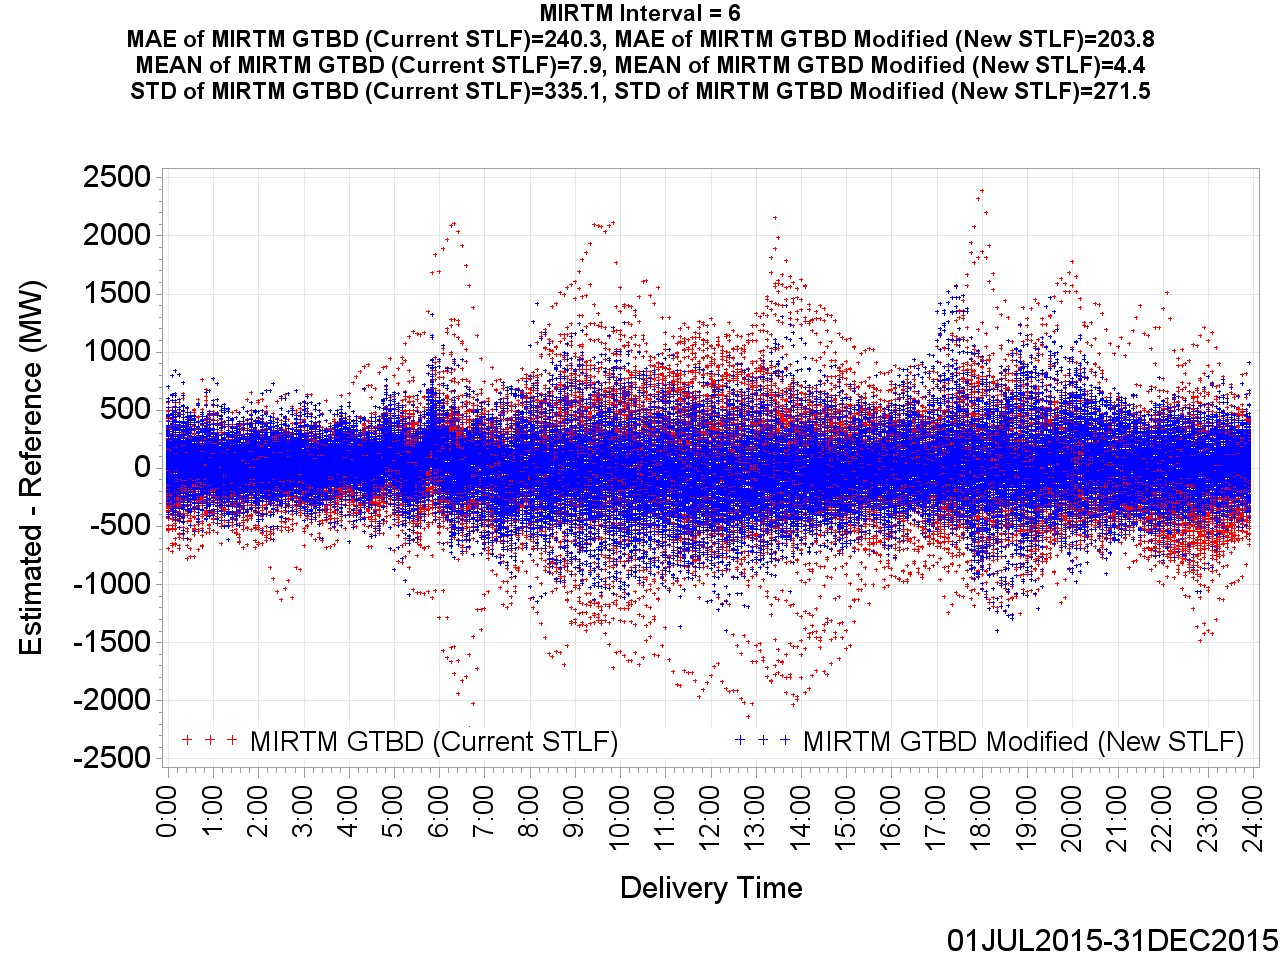 MIRTM Interval = 6
MAE of MIRTM GTBD (Current STLF)=240.3, MAE of MIRTM GTBD Modified (New STLF)=203.8
MEAN of MIRTM GTBD (Current STLF)=7.9, MEAN of MIRTM GTBD Modified (New STLF)=4.4
STD of MIRTM GTBD (Current STLF)=335.1, STD of MIRTM GTBD Modified (New STLF)=271.5
Estimated - Reference (MW)
2500
2000
1500
1000
500
0
-500
-1000
-1500
-2000
-2500
MIRTM GTBD (Current STLF) MIRTM GTBD Modified (New STLF)
0:00 1:00 2:00 3:00 4:00 5:00 6:00 7:00 8:00 9:00 10:00 11:00 12:00 13:00 14:00 15:00 16:00 17:00 18:00 19:00 20:00 21:00 22:00 23:00 24:00
Delivery Time
01JUL2015-31DEC2015